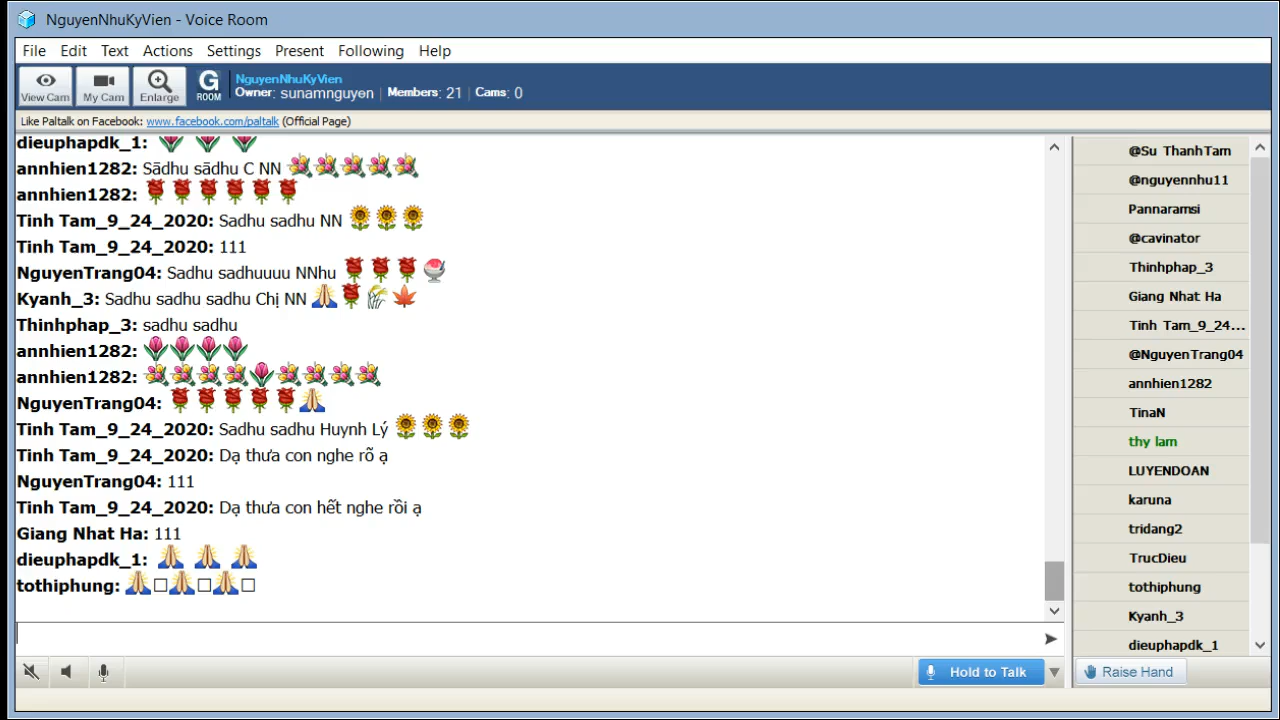 NguyenNhuKyVien - Voice Room
File Edit Text Actions Settings Present Following Help
View Cam My Cam Enlarge G ROOM NguyenNhuKyVien
Owner: sunamnguyen | Members: 21 | Cams: 0
Like Paltalk on Facebook: www.facebook.com/paltalk (Official Page)
dieuphapdk_1:
annhien1282: Sādhu sādhu C NN
annhien1282:
Tinh Tam_9_24_2020: Sadhu sadhu NN
Tinh Tam_9_24_2020: 111
NguyenTrang04: Sadhu sadhuuuu NNhu
Kyanh_3: Sadhu sadhu sadhu Chị NN
Thinhphap_3: sadhu sadhu
annhien1282:
annhien1282:
NguyenTrang04:
Tinh Tam_9_24_2020: Sadhu sadhu Huynh Lý
Tinh Tam_9_24_2020: Dạ thưa con nghe rõ ạ
NguyenTrang04: 111
Tinh Tam_9_24_2020: Dạ thưa con hết nghe rồi ạ
Giang Nhat Ha: 111
dieuphapdk_1:
tothiphung:
@Su ThanhTam
@nguyennhu11
Pannaramsi
@cavinator
Thinhphap_3
Giang Nhat Ha
Tinh Tam_9_24...
@NguyenTrang04
annhien1282
TinaN
thy lam
LUYENDOAN
karuna
tridang2
TrucDieu
tothiphung
Kyanh_3
dieuphapdk_1
Hold to Talk
Raise Hand